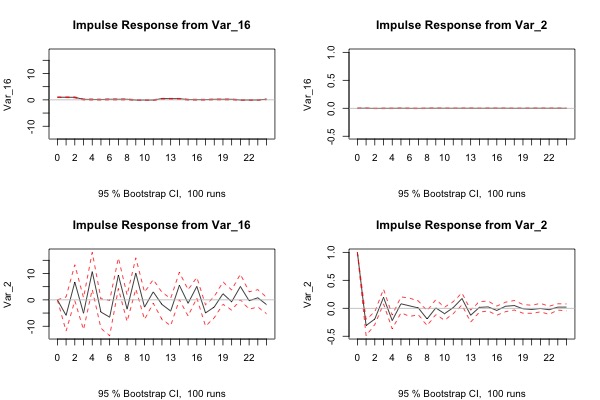 Impulse Response from Var_16
Var_16
10
0
-10
0 2 4 6 8 10 13 16 19 22
95 % Bootstrap CI, 100 runs
Impulse Response from Var_2
Var_16
1.0
0.5
0.0
-0.5
0 2 4 6 8 10 13 16 19 22
95 % Bootstrap CI, 100 runs
Impulse Response from Var_16
Var_2
10
0
-10
0 2 4 6 8 10 13 16 19 22
95 % Bootstrap CI, 100 runs
Impulse Response from Var_2
Var_2
1.0
0.5
0.0
-0.5
0 2 4 6 8 10 13 16 19 22
95 % Bootstrap CI, 100 runs